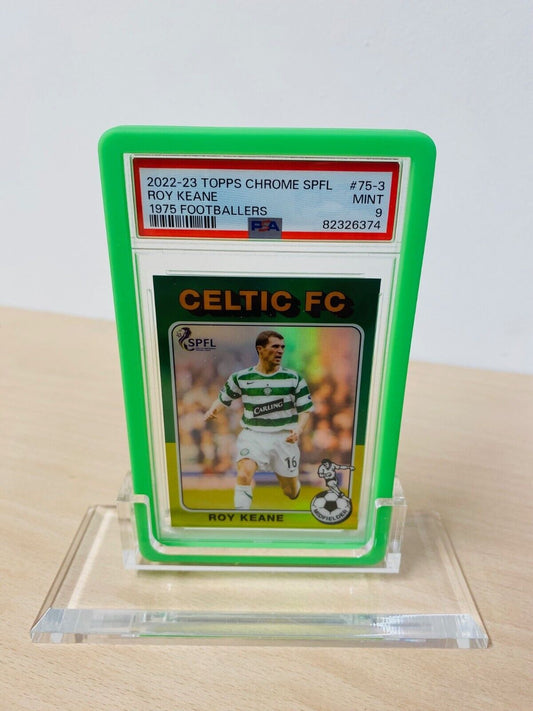 2022-23 TOPPS CHROME SPFL #75-3
ROY KEANE MINT
1975 FOOTBALLERS 9
PSA 82326374
CELTIC FC
SPFL
CARLING
16
ROY KEANE
MIDFIELDER